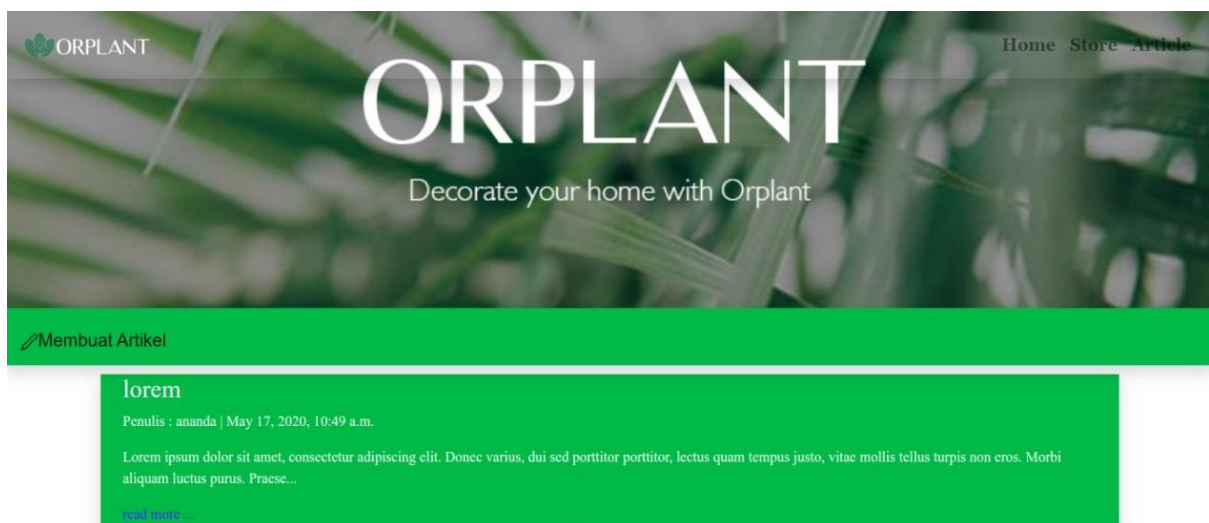 ORPLANT
Home Store Article
ORPLANT
Decorate your home with Orplant
Membuat Artikel
lorem
Penulis : ananda | May 17, 2020, 10:49 a.m.
Lorem ipsum dolor sit amet, consectetur adipiscing elit. Donec varius, dui sed porttitor porttitor, lectus quam tempus justo, vitae mollis tellus turpis non eros. Morbi
aliquam luctus purus. Praese...
read more ...